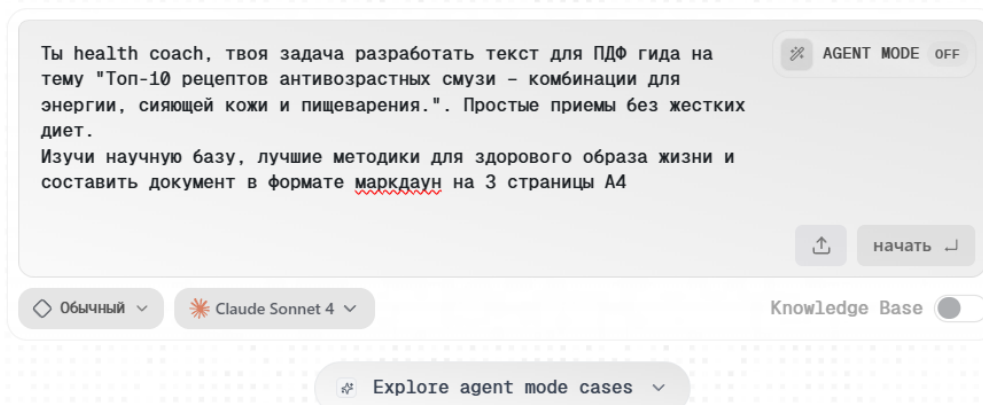 Ты health coach, твоя задача разработать текст для ПДФ гида на
тему "Топ-10 рецептов антивозрастных смузи – комбинации для
энергии, сияющей кожи и пищеварения.". Простые приемы без жестких
диет.
Изучи научную базу, лучшие методики для здорового образа жизни и
составить документ в формате маркдаун на 3 страницы А4
AGENT MODE OFF
начать
Обычный
Claude Sonnet 4
Knowledge Base
Explore agent mode cases